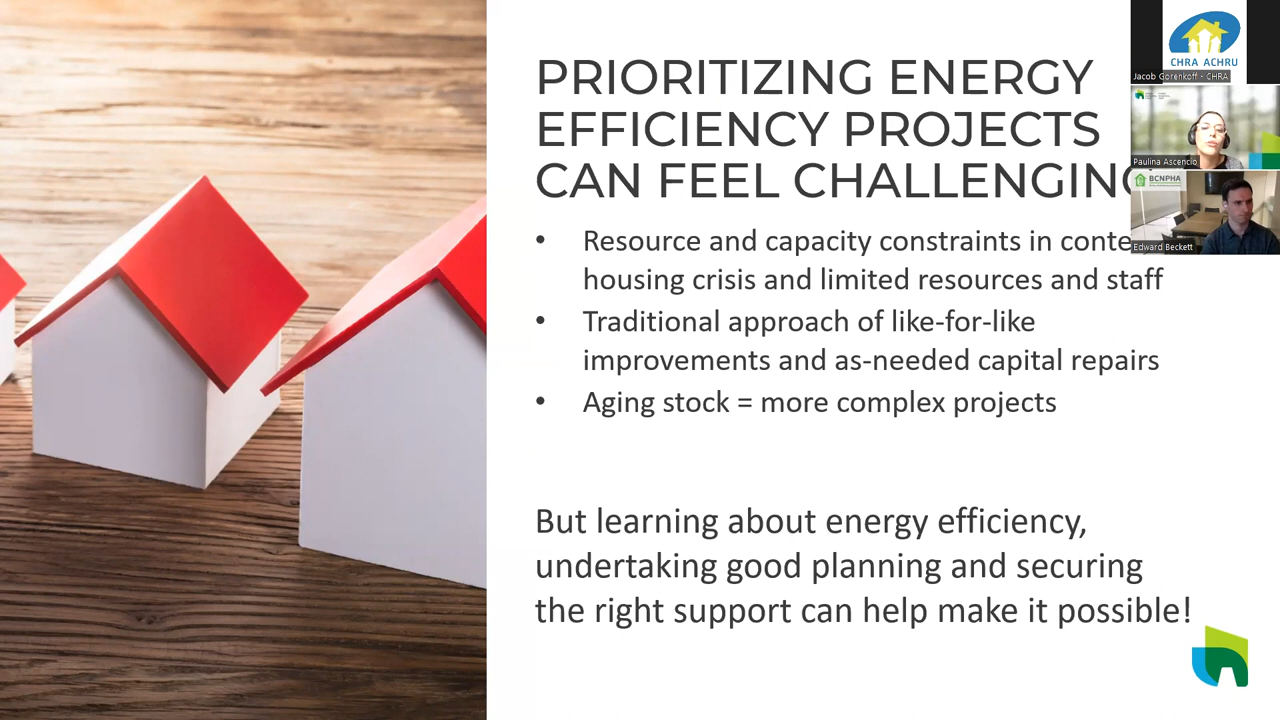 PRIORITIZING ENERGY
EFFICIENCY PROJECTS
CAN FEEL CHALLENGING
• Resource and capacity constraints in
housing crisis and limited resources and staff
• Traditional approach of like-for-like
improvements and as-needed capital repairs
• Aging stock = more complex projects
But learning about energy efficiency,
undertaking good planning and securing
the right support can help make it possible!
CHRA ACHRU
Jacob Gorenkoff - CHRA
Paulina Ascencio
BCNPHA
Edward Beckett